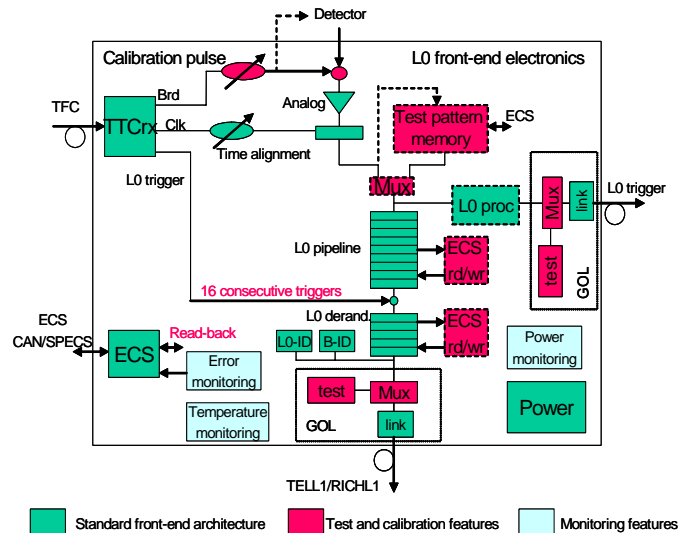 Detector
Calibration pulse
L0 front-end electronics
TFC
Brd
TTCrx
Clk
Analog
Time alignment
Test pattern
memory
ECS
L0 trigger
Mux
L0 proc
Mux
link
L0 trigger
test
GOL
L0 pipeline
ECS
rd/wr
16 consecutive triggers
L0 derand.
ECS
rd/wr
L0-ID
B-ID
ECS
CAN/SPECS
ECS
Read-back
Error
monitoring
Temperature
monitoring
Power
monitoring
Power
test
Mux
GOL
link
TELL1/RICHL1
Standard front-end architecture
Test and calibration features
Monitoring features